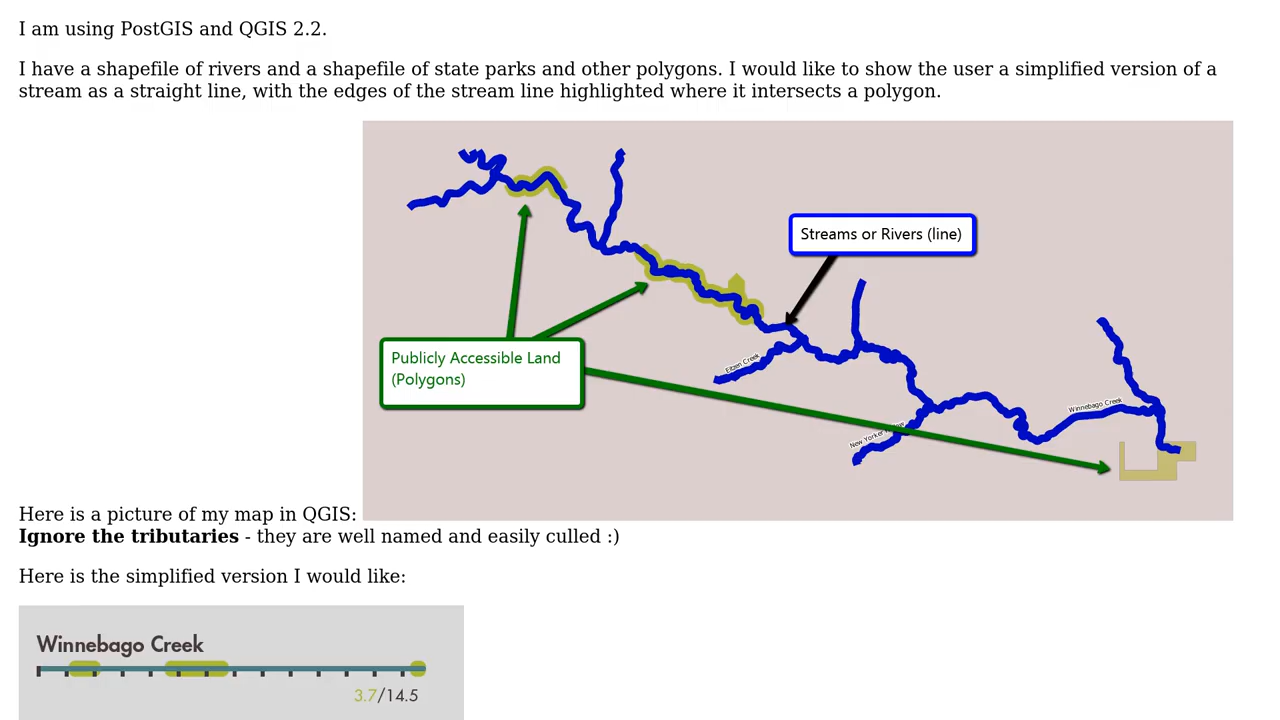 I am using PostGIS and QGIS 2.2.
I have a shapefile of rivers and a shapefile of state parks and other polygons. I would like to show the user a simplified version of a
stream as a straight line, with the edges of the stream line highlighted where it intersects a polygon.
Streams or Rivers (line)
Publicly Accessible Land
(Polygons)
Eitzen Creek
Winnebago Creek
New Yorker
Here is a picture of my map in QGIS:
Ignore the tributaries - they are well named and easily culled :)
Here is the simplified version I would like:
Winnebago Creek
3.7/14.5